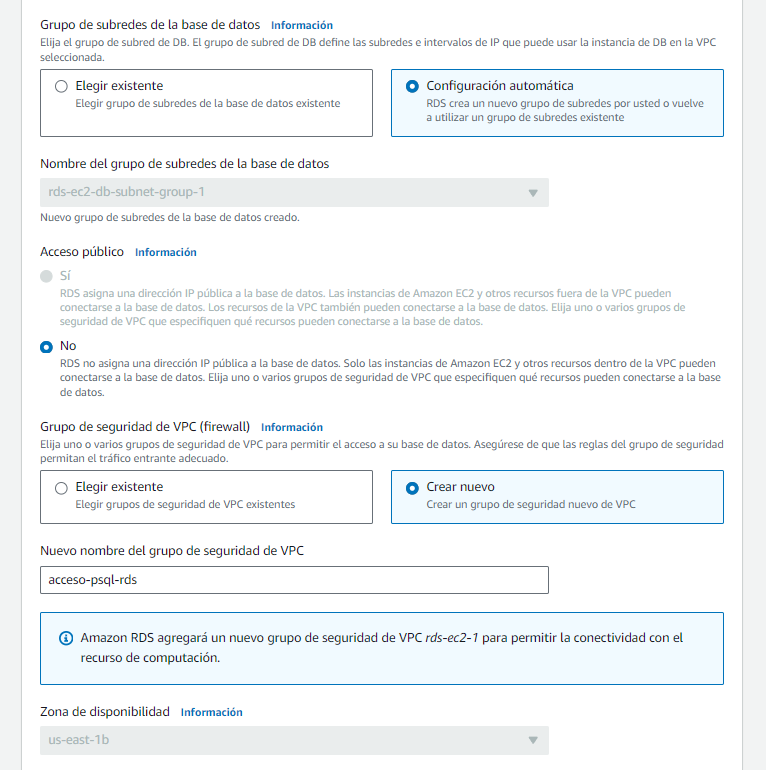 Grupo de subredes de la base de datos Información
Elija el grupo de subred de DB. El grupo de subred de DB define las subredes e intervalos de IP que puede usar la instancia de DB en la VPC
seleccionada.
Elegir existente
Elegir grupo de subredes de la base de datos existente
Configuración automática
RDS crea un nuevo grupo de subredes por usted o vuelve
a utilizar un grupo de subredes existente
Nombre del grupo de subredes de la base de datos
rds-ec2-db-subnet-group-1
Nuevo grupo de subredes de la base de datos creado.
Acceso público Información
Sí
RDS asigna una dirección IP pública a la base de datos. Las instancias de Amazon EC2 y otros recursos fuera de la VPC pueden
conectarse a la base de datos. Los recursos de la VPC también pueden conectarse a la base de datos. Elija uno o varios grupos de
seguridad de VPC que especifiquen qué recursos pueden conectarse a la base de datos.
No
RDS no asigna una dirección IP pública a la base de datos. Solo las instancias de Amazon EC2 y otros recursos dentro de la VPC pueden
conectarse a la base de datos. Elija uno o varios grupos de seguridad de VPC que especifiquen qué recursos pueden conectarse a la base
de datos.
Grupo de seguridad de VPC (firewall) Información
Elija uno o varios grupos de seguridad de VPC para permitir el acceso a su base de datos. Asegúrese de que las reglas del grupo de seguridad
permitan el tráfico entrante adecuado.
Elegir existente
Elegir grupos de seguridad de VPC existentes
Crear nuevo
Crear un grupo de seguridad nuevo de VPC
Nuevo nombre del grupo de seguridad de VPC
acceso-psql-rds
Amazon RDS agregará un nuevo grupo de seguridad de VPC rds-ec2-1 para permitir la conectividad con el
recurso de computación.
Zona de disponibilidad Información
us-east-1b